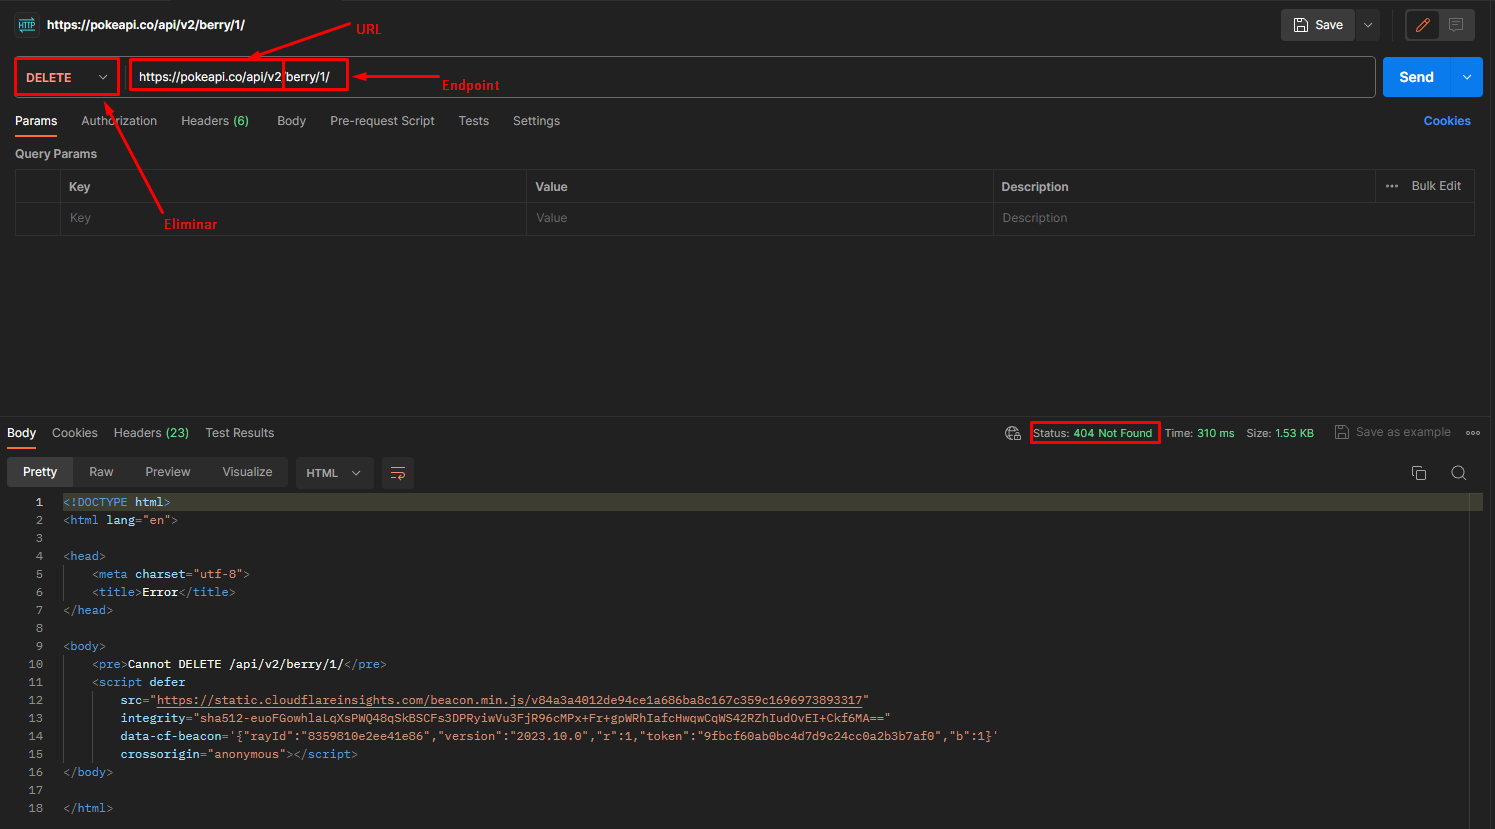 HTTP https://pokeapi.co/api/v2/berry/1/ Save
URL
DELETE https://pokeapi.co/api/v2/berry/1/ Send
Endpoint
Params Authorization Headers (6) Body Pre-request Script Tests Settings Cookies
Query Params
Key Value Description Bulk Edit
Key Value Description
Eliminar
Body Cookies Headers (23) Test Results Status: 404 Not Found Time: 310 ms Size: 1.53 KB Save as example
Pretty Raw Preview Visualize HTML
1 <!DOCTYPE html>
2 <html lang="en">
3
4 <head>
5 <meta charset="utf-8">
6 <title>Error</title>
7 </head>
8
9 <body>
10 <pre>Cannot DELETE /api/v2/berry/1/</pre>
11 <script defer
12 src="https://static.cloudflareinsights.com/beacon.min.js/v84a3a4012de94ce1a686ba8c167c359c1696973893317"
13 integrity="sha512-euoFGowhlaLqXsPWQ48qSkBSCFs3DPRyiwVu3FjR96cMPx+Fr+gpWRhIafcHwqwCqWS42RZhIudOvEI+Ckf6MA=="
14 data-cf-beacon='{"rayId":"8359810e2ee41e86","version":"2023.10.0","r":1,"token":"9fbcf60ab0bc4d7d9c24cc0a2b3b7af0","b":1}'
15 crossorigin="anonymous"></script>
16 </body>
17
18 </html>